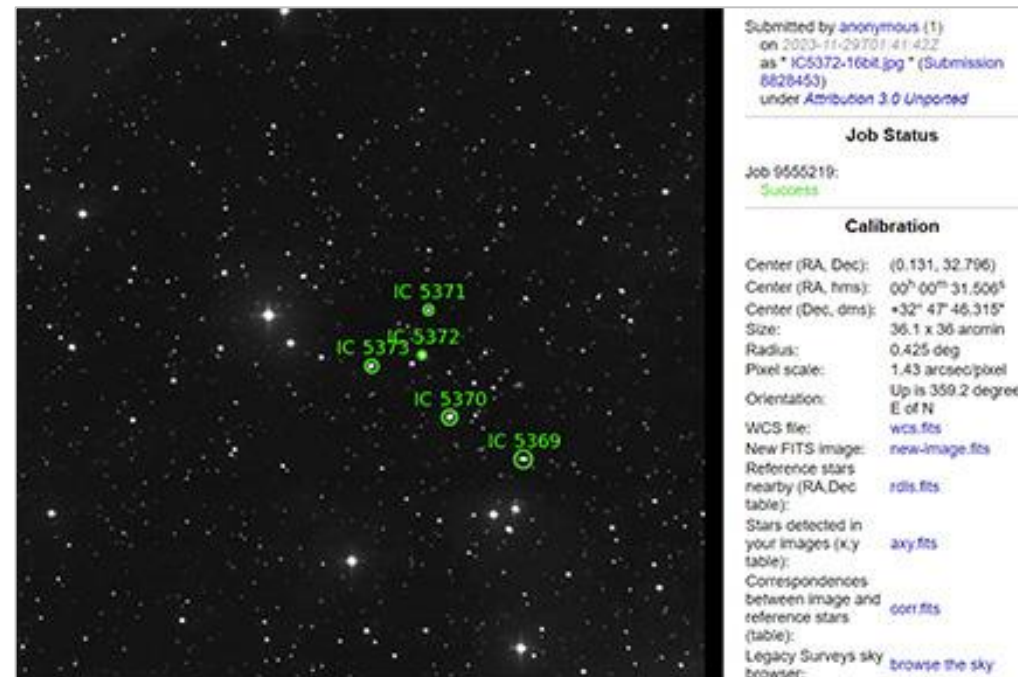 IC 5371
IC 5372
IC 5373
IC 5370
IC 5369
Submitted by anonymous (1)
on 2023-11-29T01:41:42Z
as " IC5372-16bit.jpg " (Submission
8828453)
under Attribution 3.0 Unported
Job Status
Job 9555219:
Success
Calibration
Center (RA, Dec): (0.131, 32.796)
Center (RA, hms): 00h 00m 31.506s
Center (Dec, dms): +32° 47' 46.315"
Size: 36.1 x 36 arcmin
Radius: 0.425 deg
Pixel scale: 1.43 arcsec/pixel
Orientation: Up is 359.2 degree
E of N
WCS file: wcs.fits
New FITS image: new-image.fits
Reference stars
nearby (RA,Dec rdls.fits
table):
Stars detected in
your images (x,y axy.fits
table):
Correspondences
between image and
reference stars corr.fits
(table):
Legacy Surveys sky browse the sky
browser: